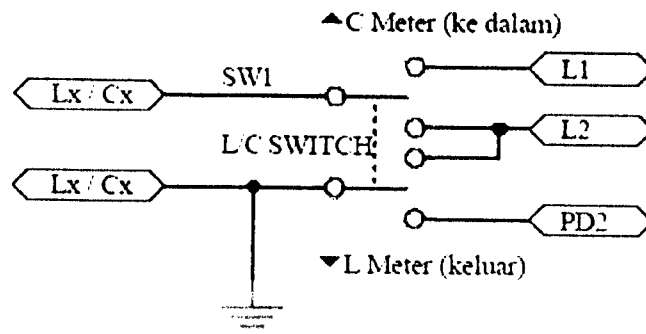 ▲C Meter (ke dalam)
Lx / Cx
SW1
L1
L/C SWITCH
L2
Lx / Cx
PD2
▼L Meter (keluar)